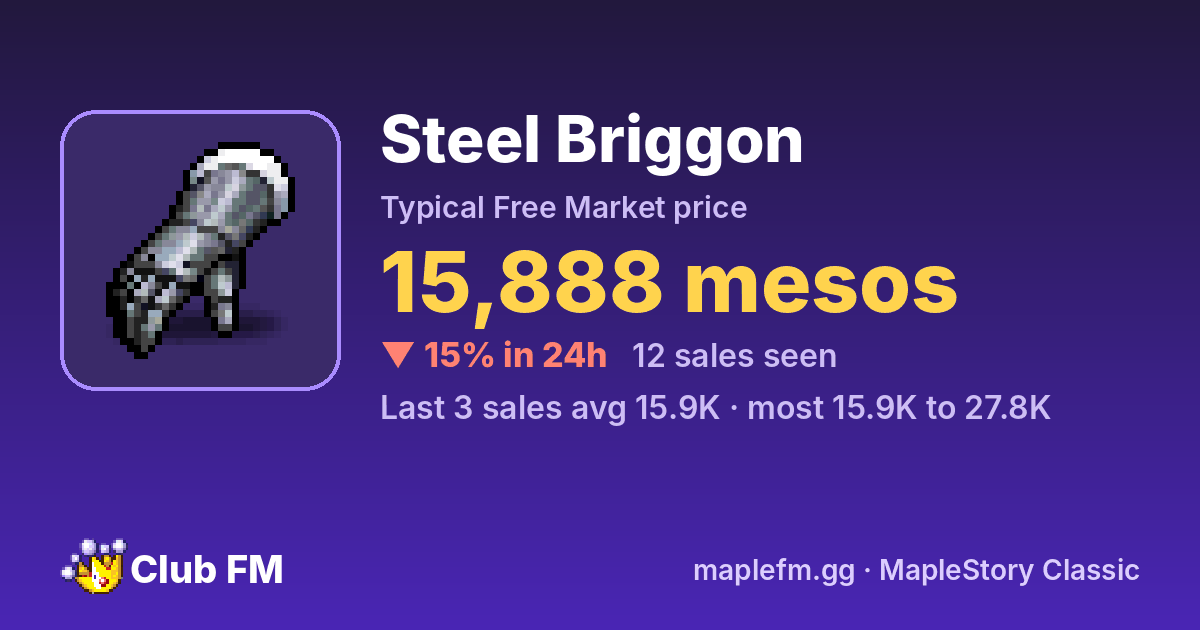 Steel Briggon
Typical Free Market price
15,888 mesos
▼ 15% in 24h 12 sales seen
Last 3 sales avg 15.9K · most 15.9K to 27.8K
Club FM
maplefm.gg · MapleStory Classic